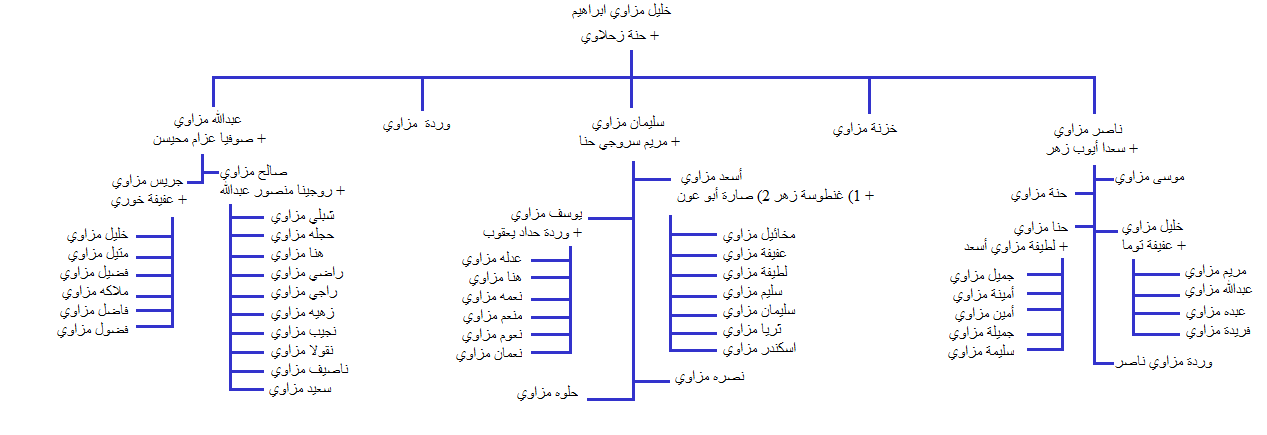 خليل مزاوي ابراهيم
+ حنة زحلاوي
ناصر مزاوي
+ سعدا أيوب زهر
موسى مزاوي
حنة مزاوي
خليل مزاوي
+ عفيفة توما
مريم مزاوي
عبدالله مزاوي
عبده مزاوي
فريدة مزاوي
حنا مزاوي
+ لطيفة مزاوي أسعد
جميل مزاوي
أمينة مزاوي
أمين مزاوي
جميلة مزاوي
سليمة مزاوي
وردة مزاوي ناصر
خزنة مزاوي
سليمان مزاوي
+ مريم سروجي حنا
أسعد مزاوي
+ 1) غنطوسة زهر 2) صارة أبو عون
مخائيل مزاوي
عفيفة مزاوي
لطيفة مزاوي
سليم مزاوي
سليمان مزاوي
ثريا مزاوي
اسكندر مزاوي
يوسف مزاوي
+ وردة حداد يعقوب
عدله مزاوي
هنا مزاوي
نعمه مزاوي
منعم مزاوي
نعوم مزاوي
نعمان مزاوي
نصره مزاوي
حلوه مزاوي
وردة مزاوي
عبدالله مزاوي
+ صوفيا عزام محيسن
صالح مزاوي
+ روجينا منصور عبدالله
شبلي مزاوي
حجله مزاوي
هنا مزاوي
راضي مزاوي
راجي مزاوي
زهيه مزاوي
نجيب مزاوي
نقولا مزاوي
ناصيف مزاوي
سعيد مزاوي
جريس مزاوي
+ عفيفة خوري
خليل مزاوي
متيل مزاوي
فضيل مزاوي
ملاكه مزاوي
فاضل مزاوي
فضول مزاوي